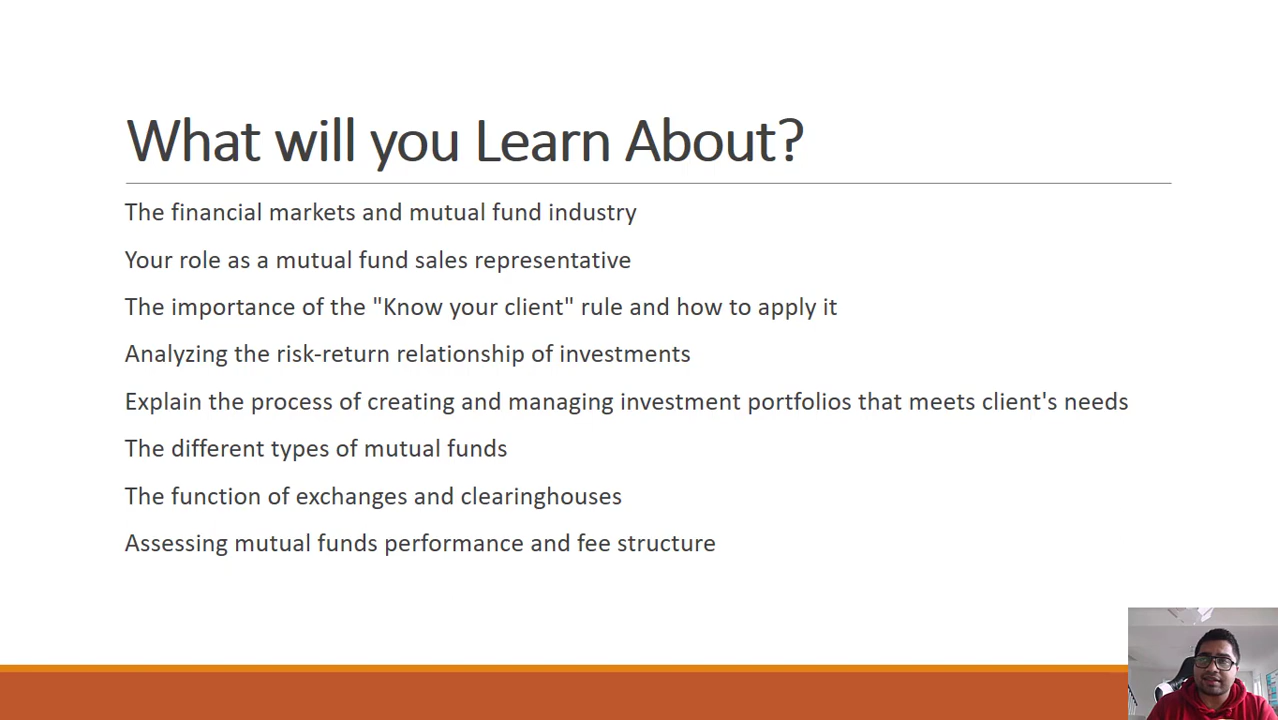 What will you Learn About?
The financial markets and mutual fund industry
Your role as a mutual fund sales representative
The importance of the "Know your client" rule and how to apply it
Analyzing the risk-return relationship of investments
Explain the process of creating and managing investment portfolios that meets client's needs
The different types of mutual funds
The function of exchanges and clearinghouses
Assessing mutual funds performance and fee structure